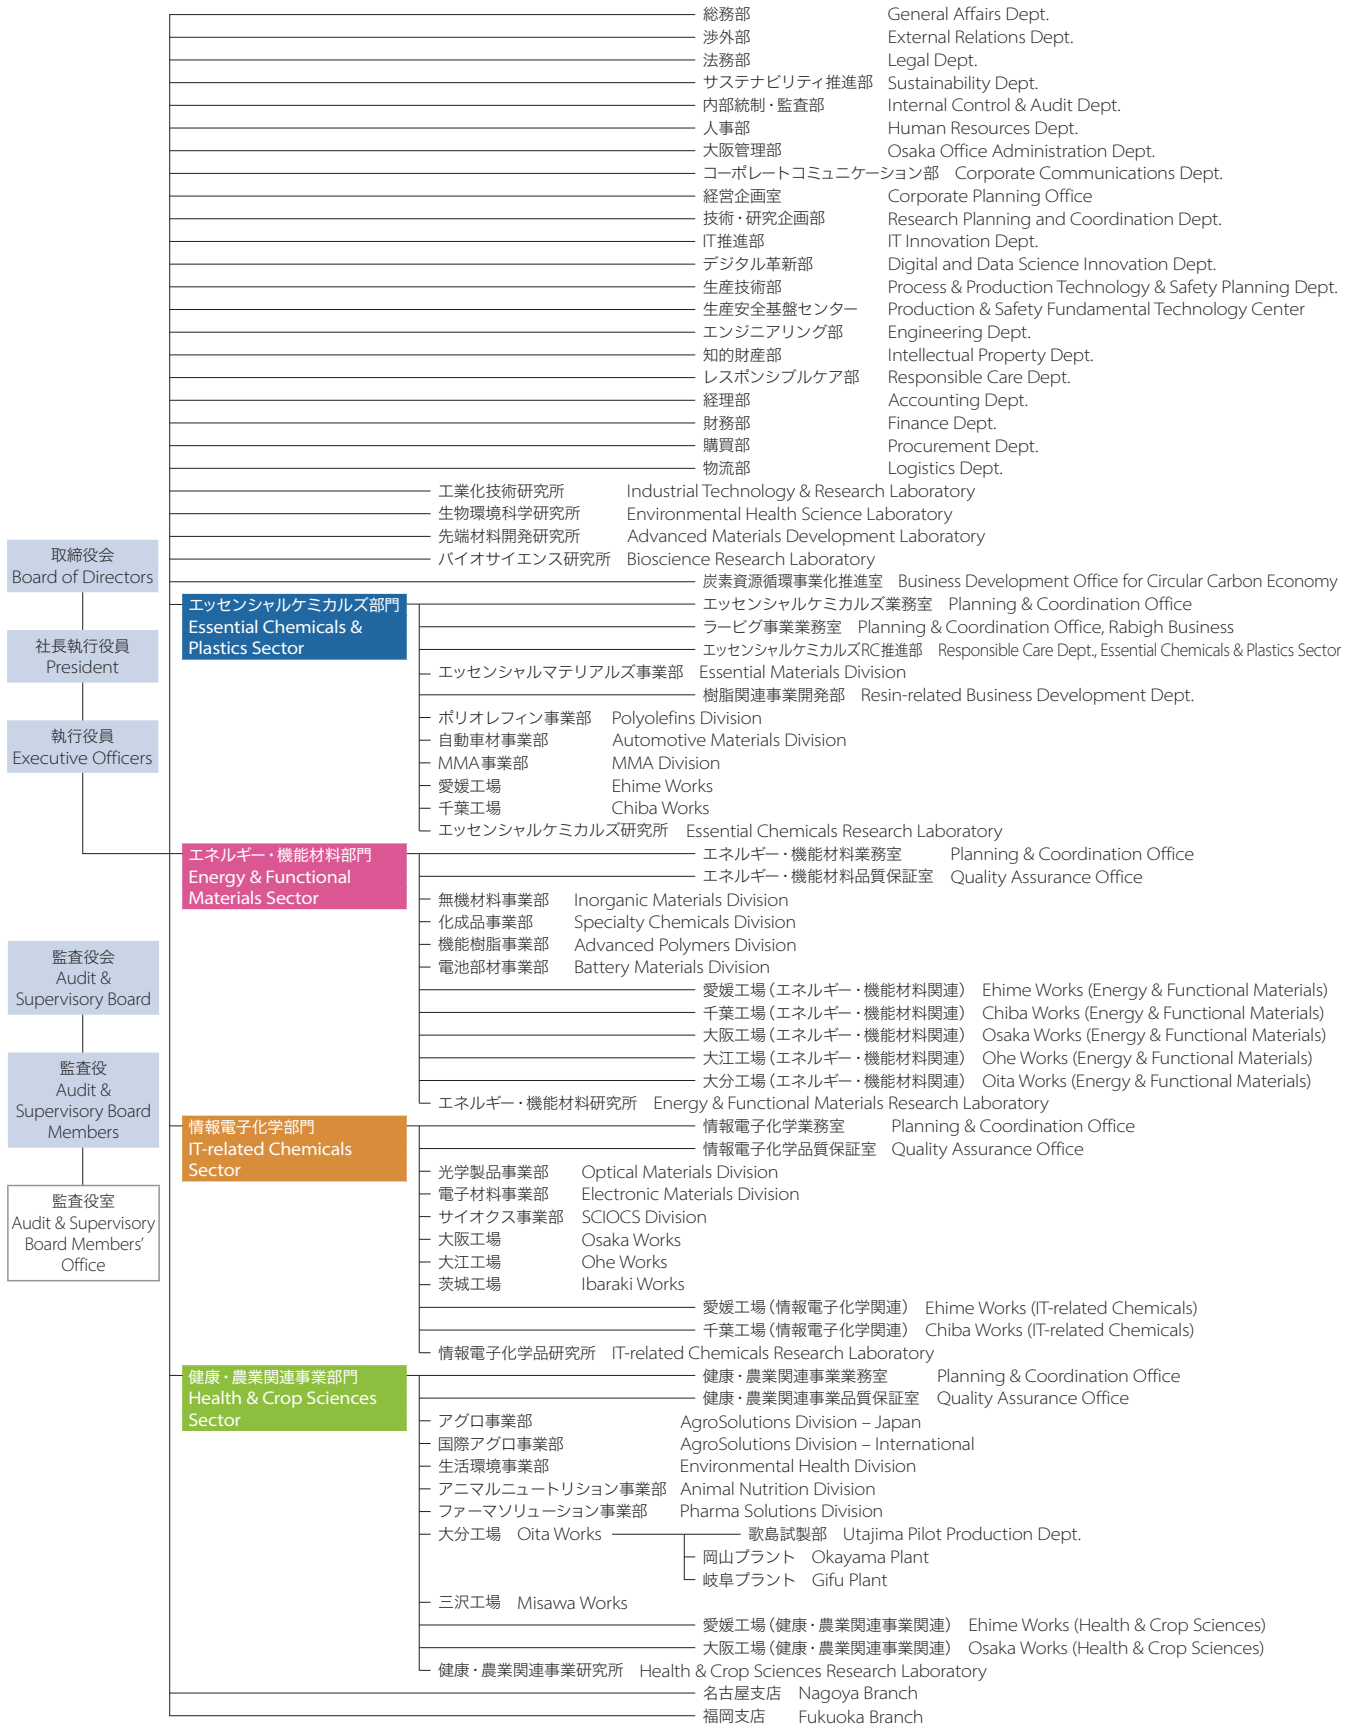 総務部 General Affairs Dept.
渉外部 External Relations Dept.
法務部 Legal Dept.
サステナビリティ推進部 Sustainability Dept.
内部統制・監査部 Internal Control & Audit Dept.
人事部 Human Resources Dept.
大阪管理部 Osaka Office Administration Dept.
コーポレートコミュニケーション部 Corporate Communications Dept.
経営企画室 Corporate Planning Office
技術・研究企画部 Research Planning and Coordination Dept.
IT推進部 IT Innovation Dept.
デジタル革新部 Digital and Data Science Innovation Dept.
生産技術部 Process & Production Technology & Safety Planning Dept.
生産安全基盤センター Production & Safety Fundamental Technology Center
エンジニアリング部 Engineering Dept.
知的財産部 Intellectual Property Dept.
レスポンシブルケア部 Responsible Care Dept.
経理部 Accounting Dept.
財務部 Finance Dept.
購買部 Procurement Dept.
物流部 Logistics Dept.
工業化技術研究所 Industrial Technology & Research Laboratory
生物環境科学研究所 Environmental Health Science Laboratory
先端材料開発研究所 Advanced Materials Development Laboratory
バイオサイエンス研究所 Bioscience Research Laboratory
炭素資源循環事業化推進室 Business Development Office for Circular Carbon Economy
取締役会
Board of Directors
社長執行役員
President
執行役員
Executive Officers
監査役会
Audit &
Supervisory Board
監査役
Audit &
Supervisory Board
Members
監査役室
Audit & Supervisory
Board Members'
Office
エッセンシャルケミカルズ部門
Essential Chemicals &
Plastics Sector
エッセンシャルケミカルズ業務室 Planning & Coordination Office
ラービグ事業業務室 Planning & Coordination Office, Rabigh Business
エッセンシャルケミカルズRC推進部 Responsible Care Dept., Essential Chemicals & Plastics Sector
エッセンシャルマテリアルズ事業部 Essential Materials Division
樹脂関連事業開発部 Resin-related Business Development Dept.
ポリオレフィン事業部 Polyolefins Division
自動車材事業部 Automotive Materials Division
MMA事業部 MMA Division
愛媛工場 Ehime Works
千葉工場 Chiba Works
エッセンシャルケミカルズ研究所 Essential Chemicals Research Laboratory
エネルギー・機能材料部門
Energy & Functional
Materials Sector
エネルギー・機能材料業務室 Planning & Coordination Office
エネルギー・機能材料品質保証室 Quality Assurance Office
無機材料事業部 Inorganic Materials Division
化成品事業部 Specialty Chemicals Division
機能樹脂事業部 Advanced Polymers Division
電池部材事業部 Battery Materials Division
愛媛工場（エネルギー・機能材料関連） Ehime Works (Energy & Functional Materials)
千葉工場（エネルギー・機能材料関連） Chiba Works (Energy & Functional Materials)
大阪工場（エネルギー・機能材料関連） Osaka Works (Energy & Functional Materials)
大江工場（エネルギー・機能材料関連） Ohe Works (Energy & Functional Materials)
大分工場（エネルギー・機能材料関連） Oita Works (Energy & Functional Materials)
エネルギー・機能材料研究所 Energy & Functional Materials Research Laboratory
情報電子化学部門
IT-related Chemicals
Sector
情報電子化学業務室 Planning & Coordination Office
情報電子化学品質保証室 Quality Assurance Office
光学製品事業部 Optical Materials Division
電子材料事業部 Electronic Materials Division
サイオクス事業部 SCIOCS Division
大阪工場 Osaka Works
大江工場 Ohe Works
茨城工場 Ibaraki Works
愛媛工場（情報電子化学関連） Ehime Works (IT-related Chemicals)
千葉工場（情報電子化学関連） Chiba Works (IT-related Chemicals)
情報電子化学品研究所 IT-related Chemicals Research Laboratory
健康・農業関連事業部門
Health & Crop Sciences
Sector
健康・農業関連事業業務室 Planning & Coordination Office
健康・農業関連事業品質保証室 Quality Assurance Office
アグロ事業部 AgroSolutions Division – Japan
国際アグロ事業部 AgroSolutions Division – International
生活環境事業部 Environmental Health Division
アニマルニュートリション事業部 Animal Nutrition Division
ファーマソリューション事業部 Pharma Solutions Division
大分工場 Oita Works 歌島試製部 Utajima Pilot Production Dept.
岡山プラント Okayama Plant
岐阜プラント Gifu Plant
三沢工場 Misawa Works
愛媛工場（健康・農業関連事業関連） Ehime Works (Health & Crop Sciences)
大阪工場（健康・農業関連事業関連） Osaka Works (Health & Crop Sciences)
健康・農業関連事業研究所 Health & Crop Sciences Research Laboratory
名古屋支店 Nagoya Branch
福岡支店 Fukuoka Branch